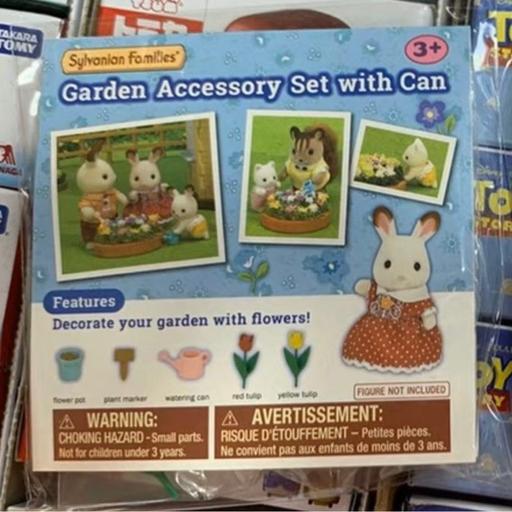 TAKARA
TOMY
Sylvanian Families
3+
Garden Accessory Set with Can
Features
Decorate your garden with flowers!
flower pot
plant marker
watering can
red tulip
yellow tulip
FIGURE NOT INCLUDED
WARNING:
CHOKING HAZARD - Small parts.
Not for children under 3 years.
AVERTISSEMENT:
RISQUE D'ÉTOUFFEMENT – Petites pièces.
Ne convient pas aux enfants de moins de 3 ans.